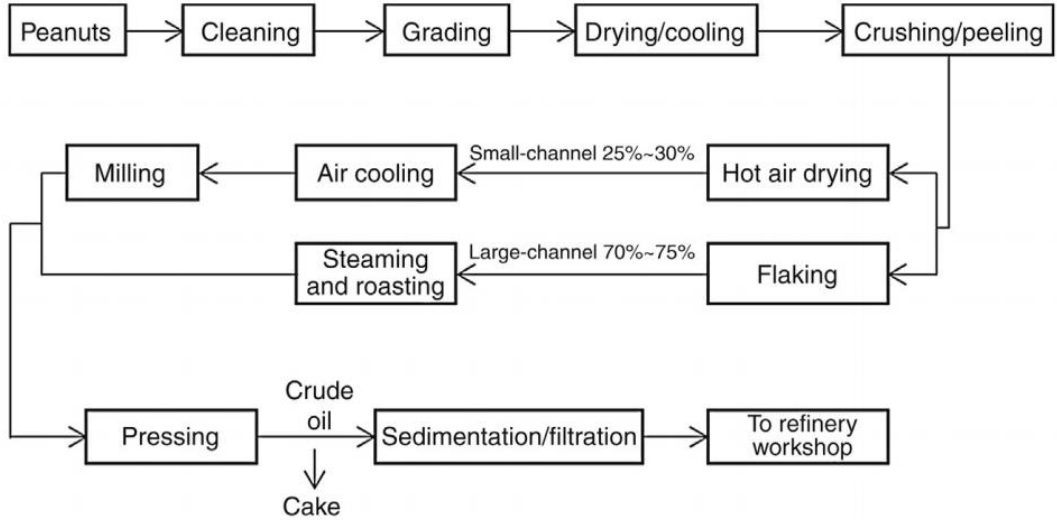 Peanuts
Cleaning
Grading
Drying/cooling
Crushing/peeling
Milling
Air cooling
Small-channel 25%~30%
Hot air drying
Steaming
and roasting
Large-channel 70%~75%
Flaking
Pressing
Crude
oil
Cake
Sedimentation/filtration
To refinery
workshop